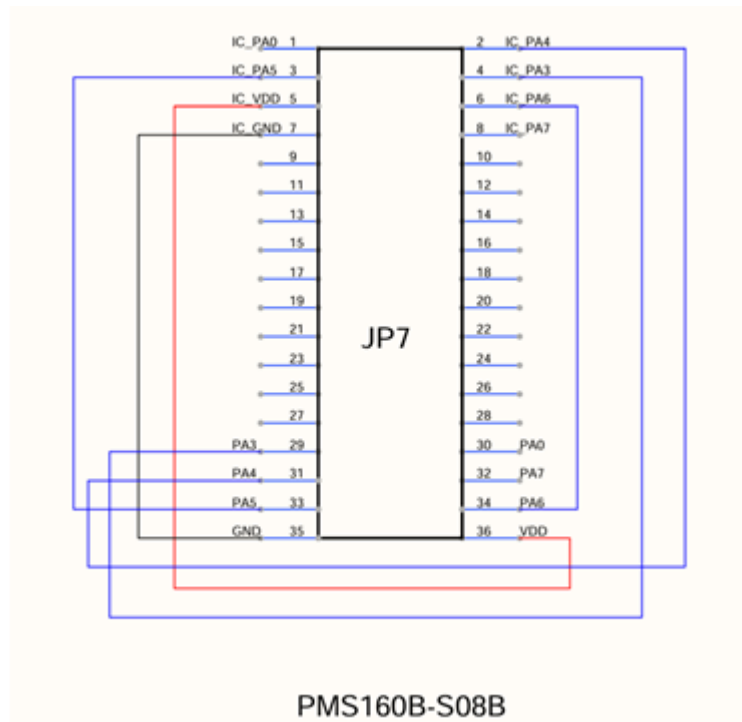 IC_PA0 1 2 IC_PA4
IC_PA5 3 4 IC_PA3
IC_VDD 5 6 IC_PA6
IC_GND 7 8 IC_PA7
9 10
11 12
13 14
15 16
17 18
19 20
21 22
JP7
23 24
25 26
27 28
PA3 29 30 PA0
PA4 31 32 PA7
PA5 33 34 PA6
GND 35 36 VDD
PMS160B-S08B